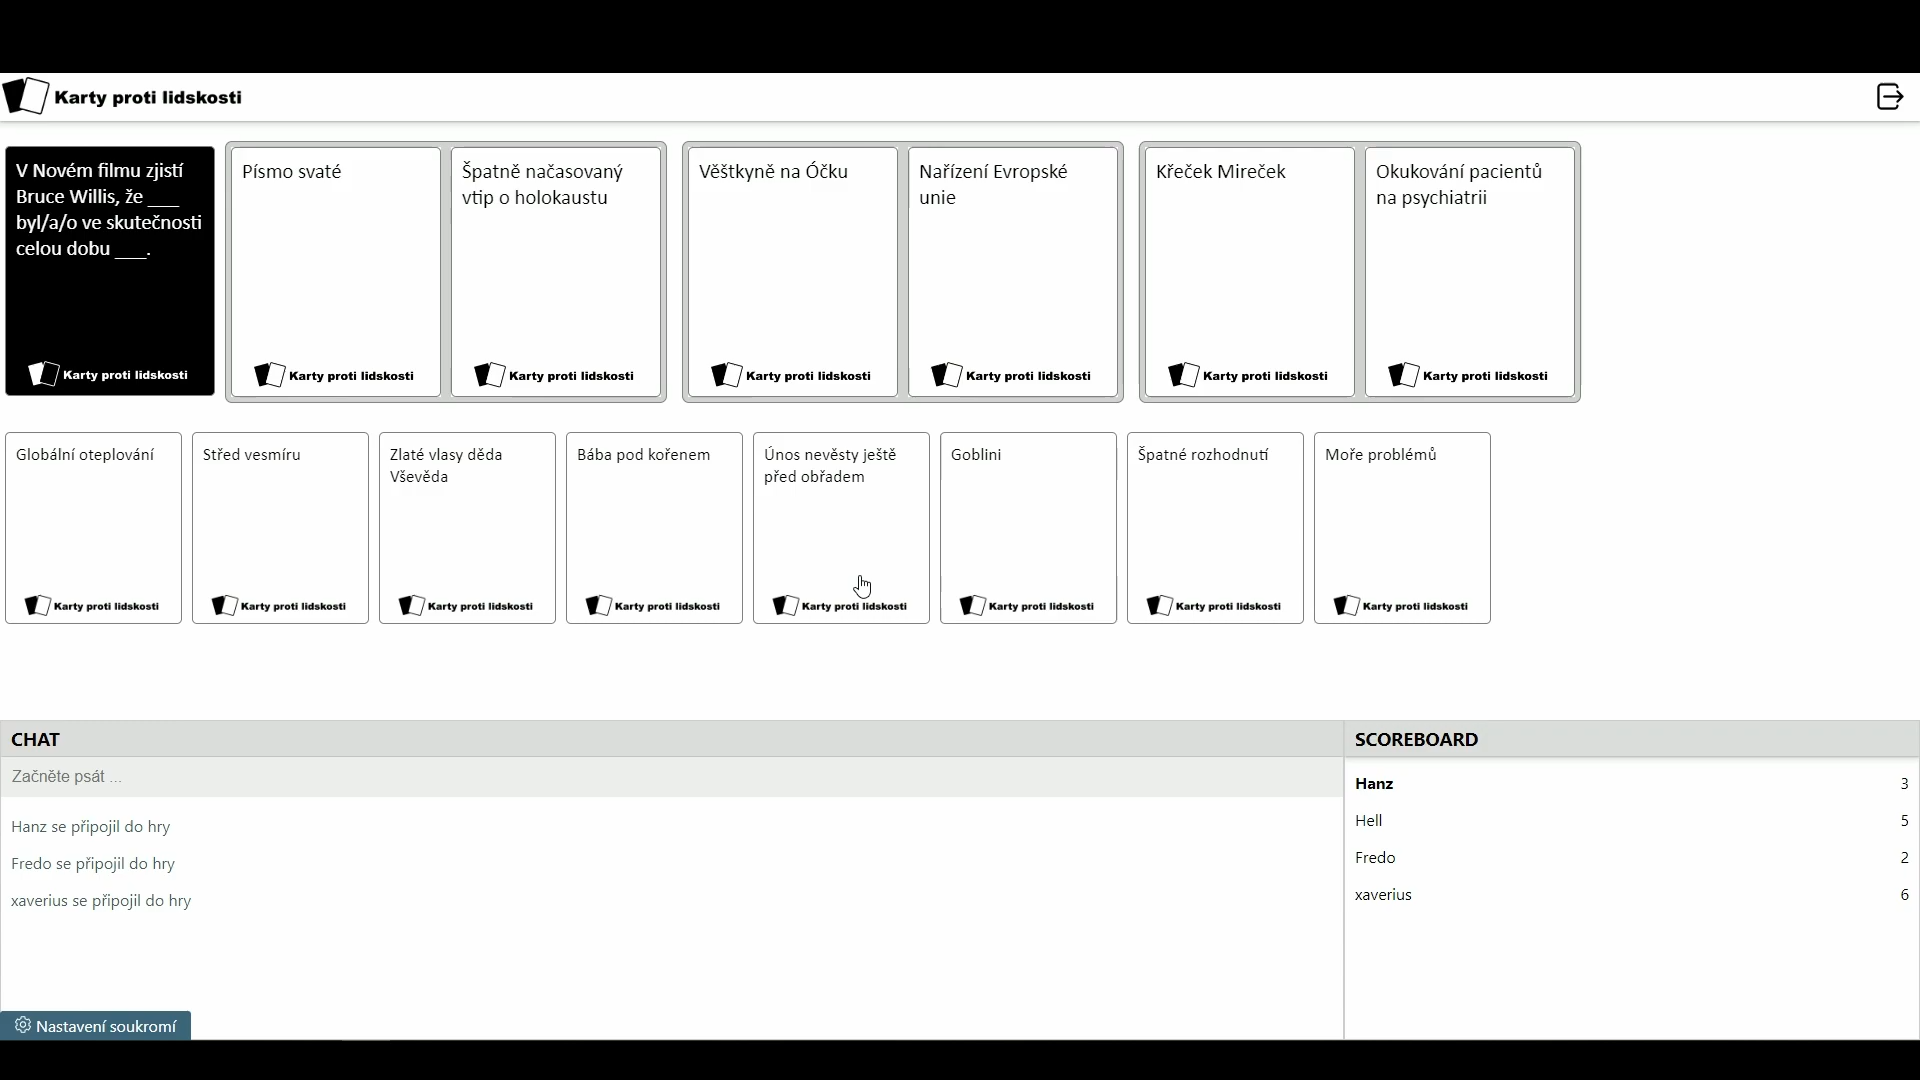 Karty proti lidskosti
V Novém filmu zjistí
Bruce Willis, že ___
byl/a/o ve skutečnosti
celou dobu ___.
Karty proti lidskosti
Písmo svaté
Karty proti lidskosti
Špatně načasovaný
vtip o holokaustu
Karty proti lidskosti
Věštkyně na Óčku
Karty proti lidskosti
Nařízení Evropské
unie
Karty proti lidskosti
Křeček Mireček
Karty proti lidskosti
Okukování pacientů
na psychiatrii
Karty proti lidskosti
Globální oteplování
Karty proti lidskosti
Střed vesmíru
Karty proti lidskosti
Zlaté vlasy děda
Vševěda
Karty proti lidskosti
Bába pod kořenem
Karty proti lidskosti
Únos nevěsty ještě
před obřadem
Karty proti lidskosti
Goblini
Karty proti lidskosti
Špatné rozhodnutí
Karty proti lidskosti
Moře problémů
Karty proti lidskosti
CHAT
Začněte psát ...
Hanz se připojil do hry
Fredo se připojil do hry
xaverius se připojil do hry
Nastavení soukromí
SCOREBOARD
Hanz 3
Hell 5
Fredo 2
xaverius 6